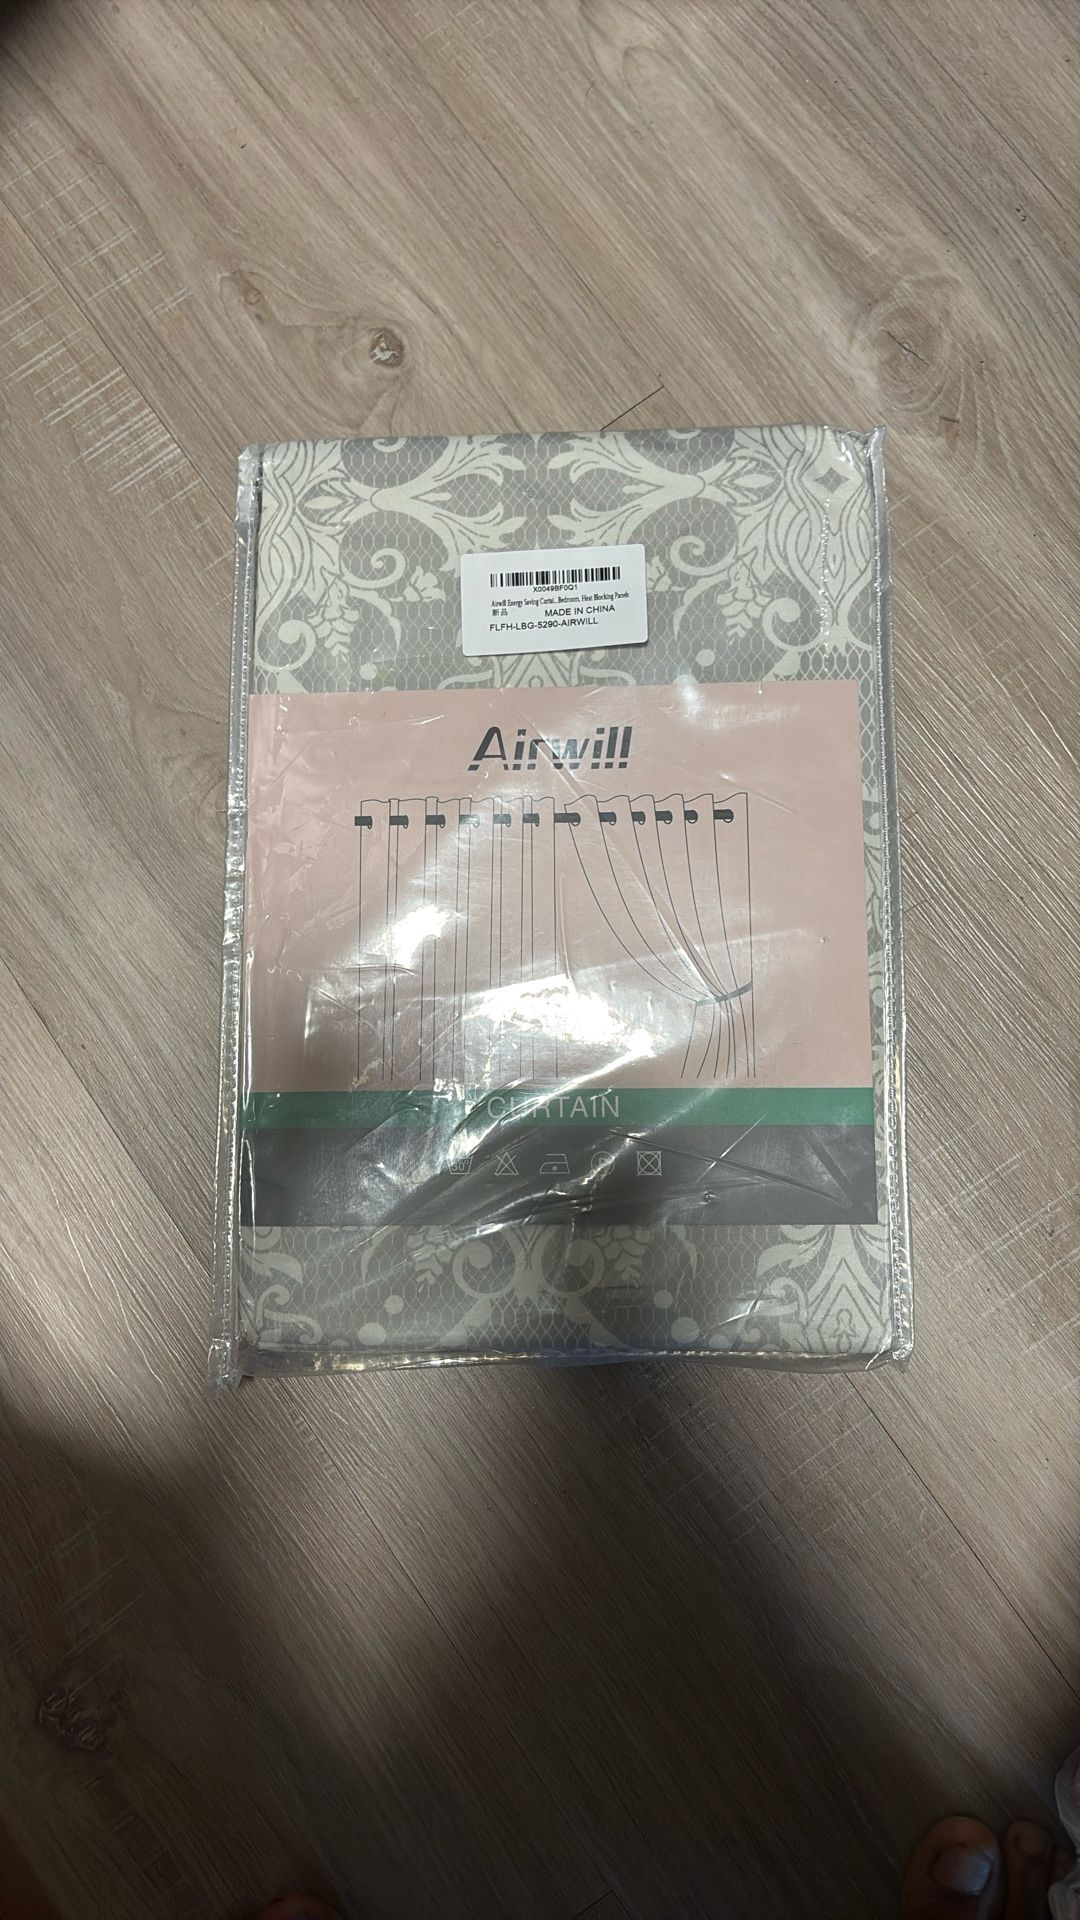 X0049BF0Q1
Airwill Energy Saving Curtai...Bedroom, Heat Blocking Panels
新品 MADE IN CHINA
FLFH-LBG-5290-AIRWILL
Airwill
CURTAIN
30°